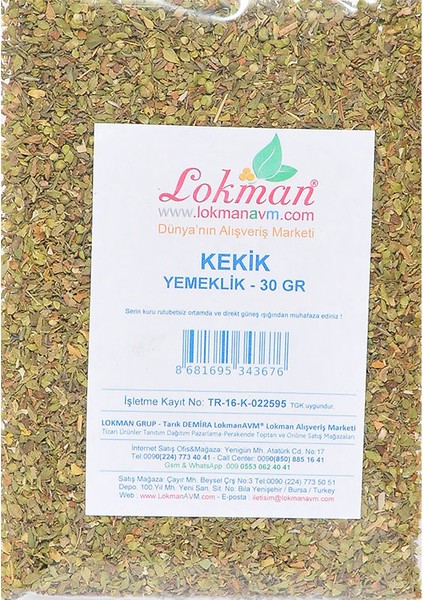 Lokman®
www.lokmanavm.com
Dünya'nın Alışveriş Marketi
KEKİK
YEMEKLİK - 30 GR
Serin kuru rutubetsiz ortamda ve direkt güneş ışığından muhafaza ediniz !
8 681695 343676
İşletme Kayıt No: TR-16-K-022595 TGK uygundur.
LOKMAN GRUP - Tarık DEMİRA LokmanAVM® Lokman Alışveriş Marketi
Ticari Ürünler Tanıtım Dağıtım Pazarlama-Perakende Toptan ve Online Satış Mağazaları
Internet Satış Ofis&Mağaza: Yenigün Mh. Atatürk Cd. No:17
Tel:0090(224) 773 40 41 - Call Center: 0090(850) 885 16 41
Gsm & WhatsApp 009 0553 062 40 41
Satış Mağaza: Çayır Mh. Beysel Çrş No:3 Tel: 0090 (224) 773 50 51
Depo: 100.Yıl Mh. Yeni San. Sit. No: Bila Yenişehir / Bursa / Turkey
Web : www.LokmanAVM.com - E-posta : iletisim@lokmanavm.com